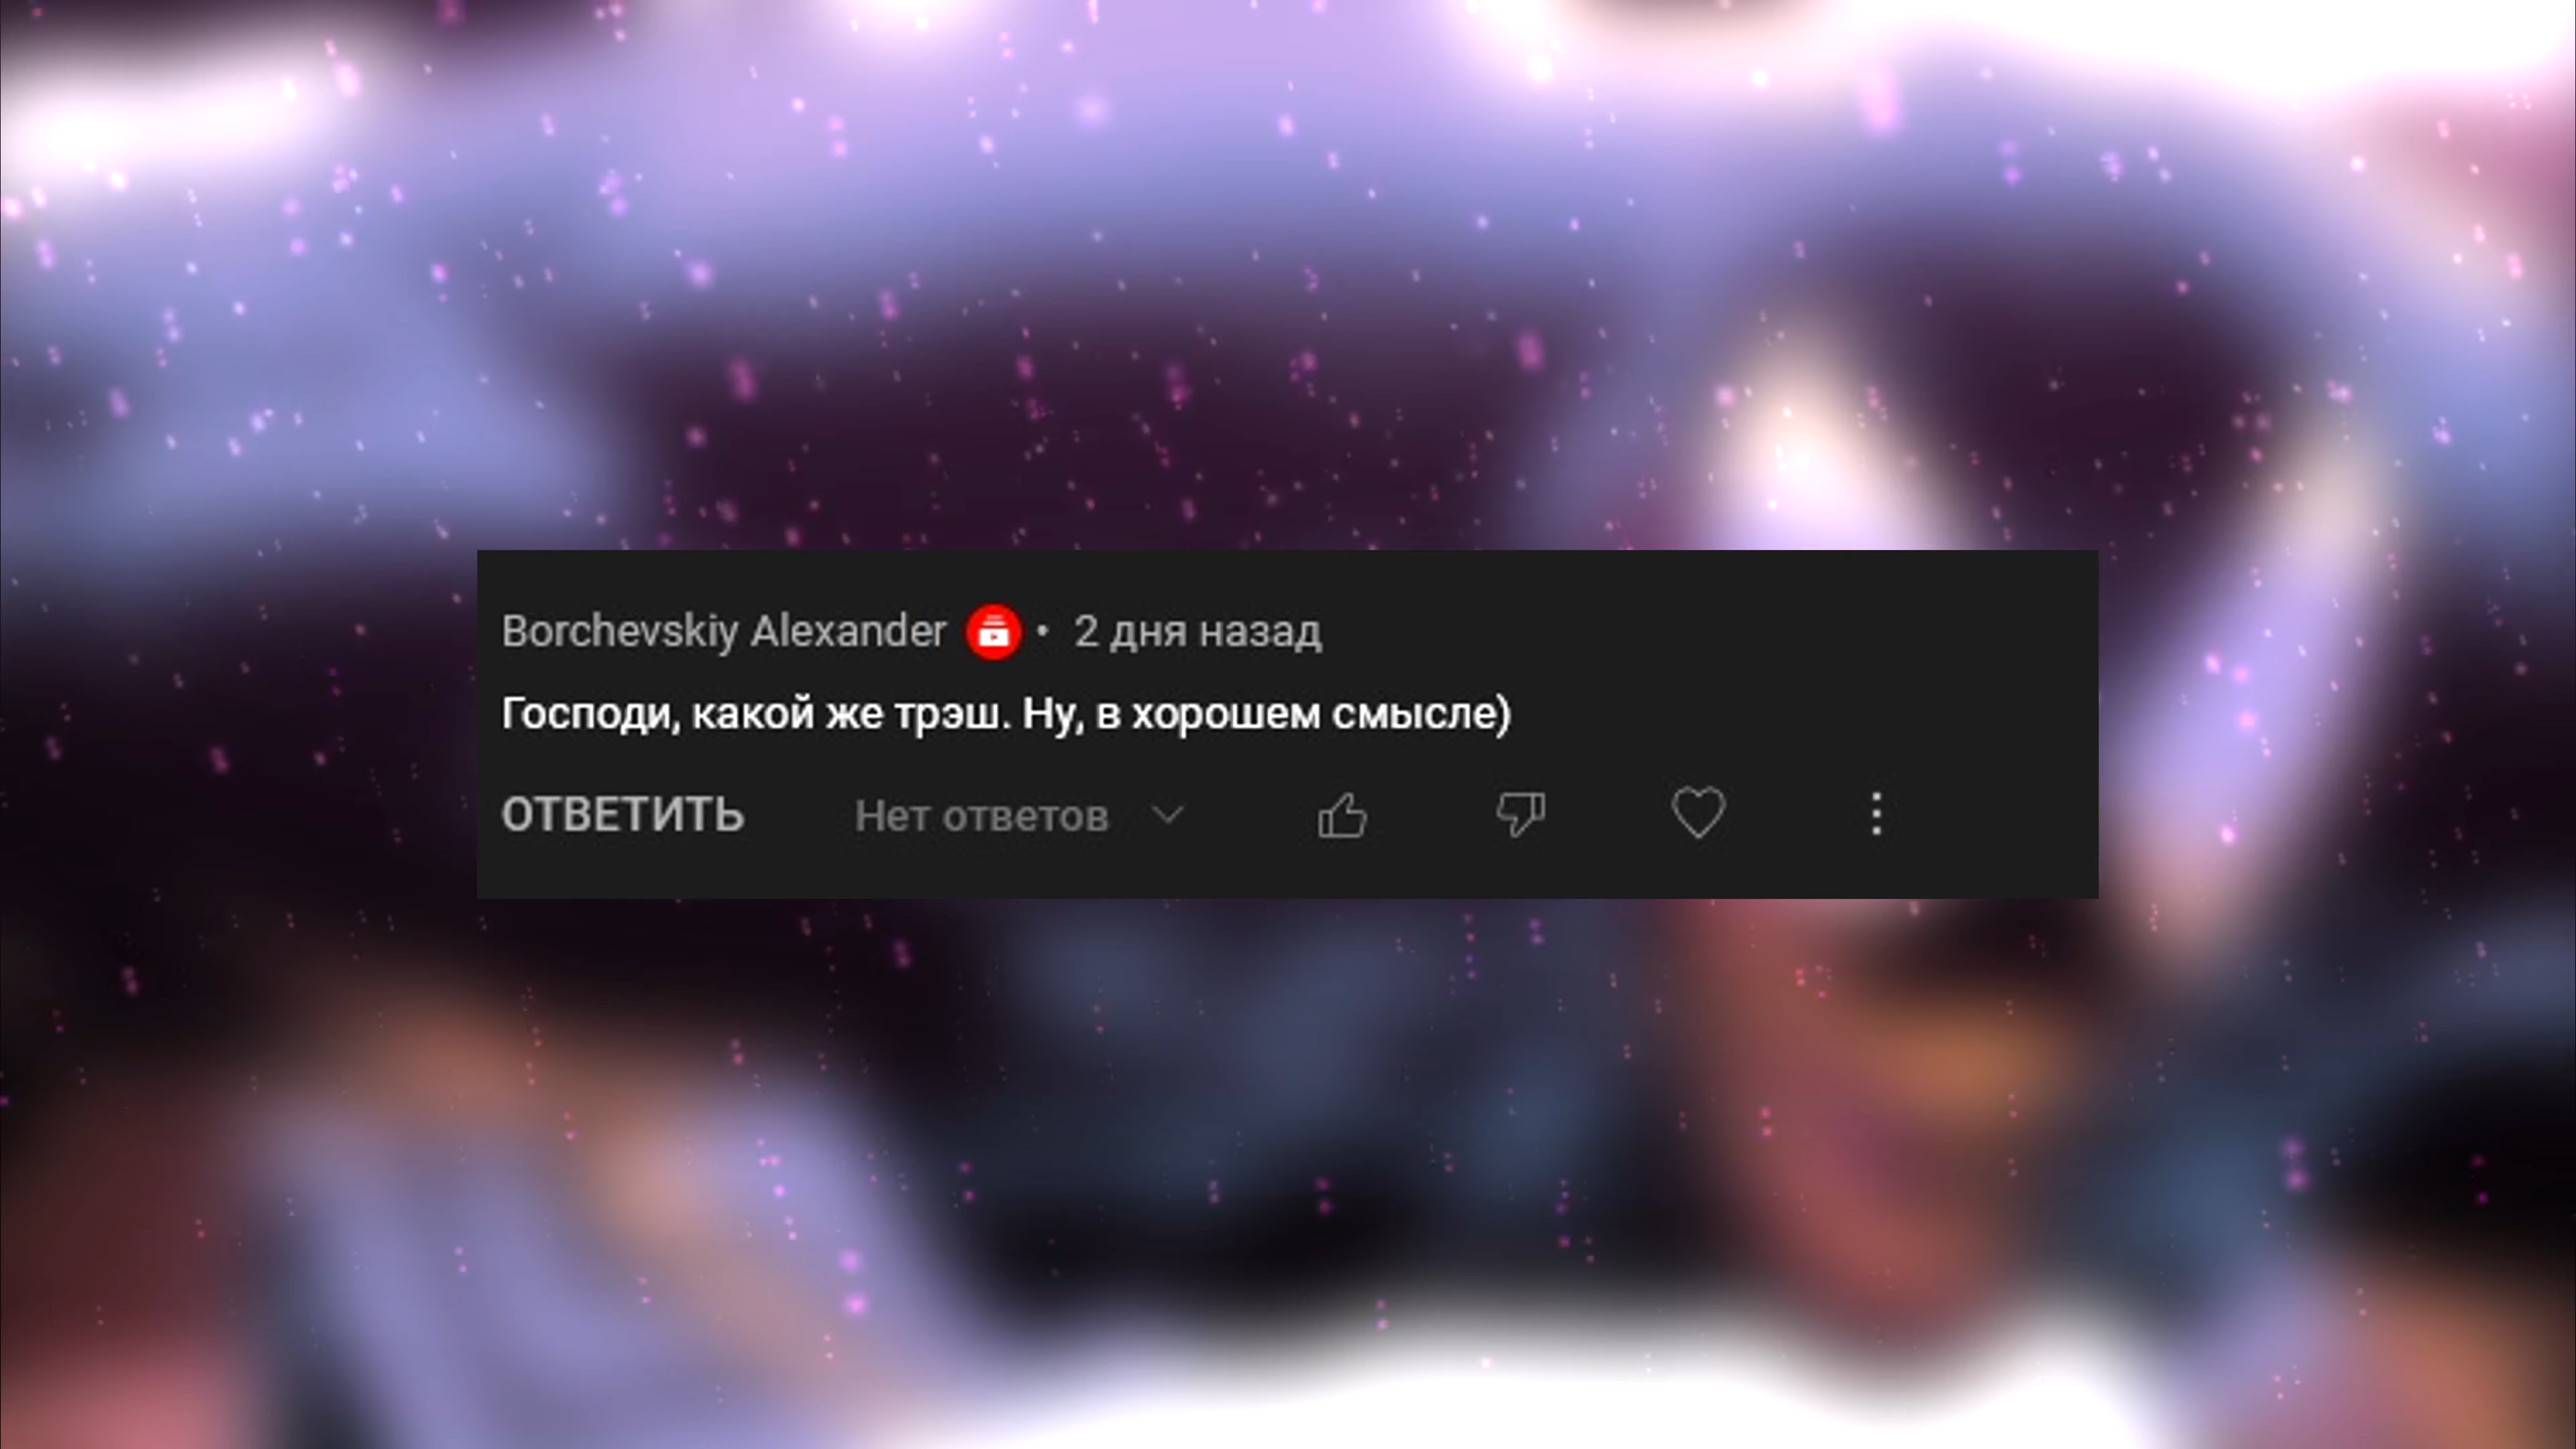 Borchevskiy Alexander • 2 дня назад
Господи, какой же трэш. Ну, в хорошем смысле)
ОТВЕТИТЬ Нет ответов